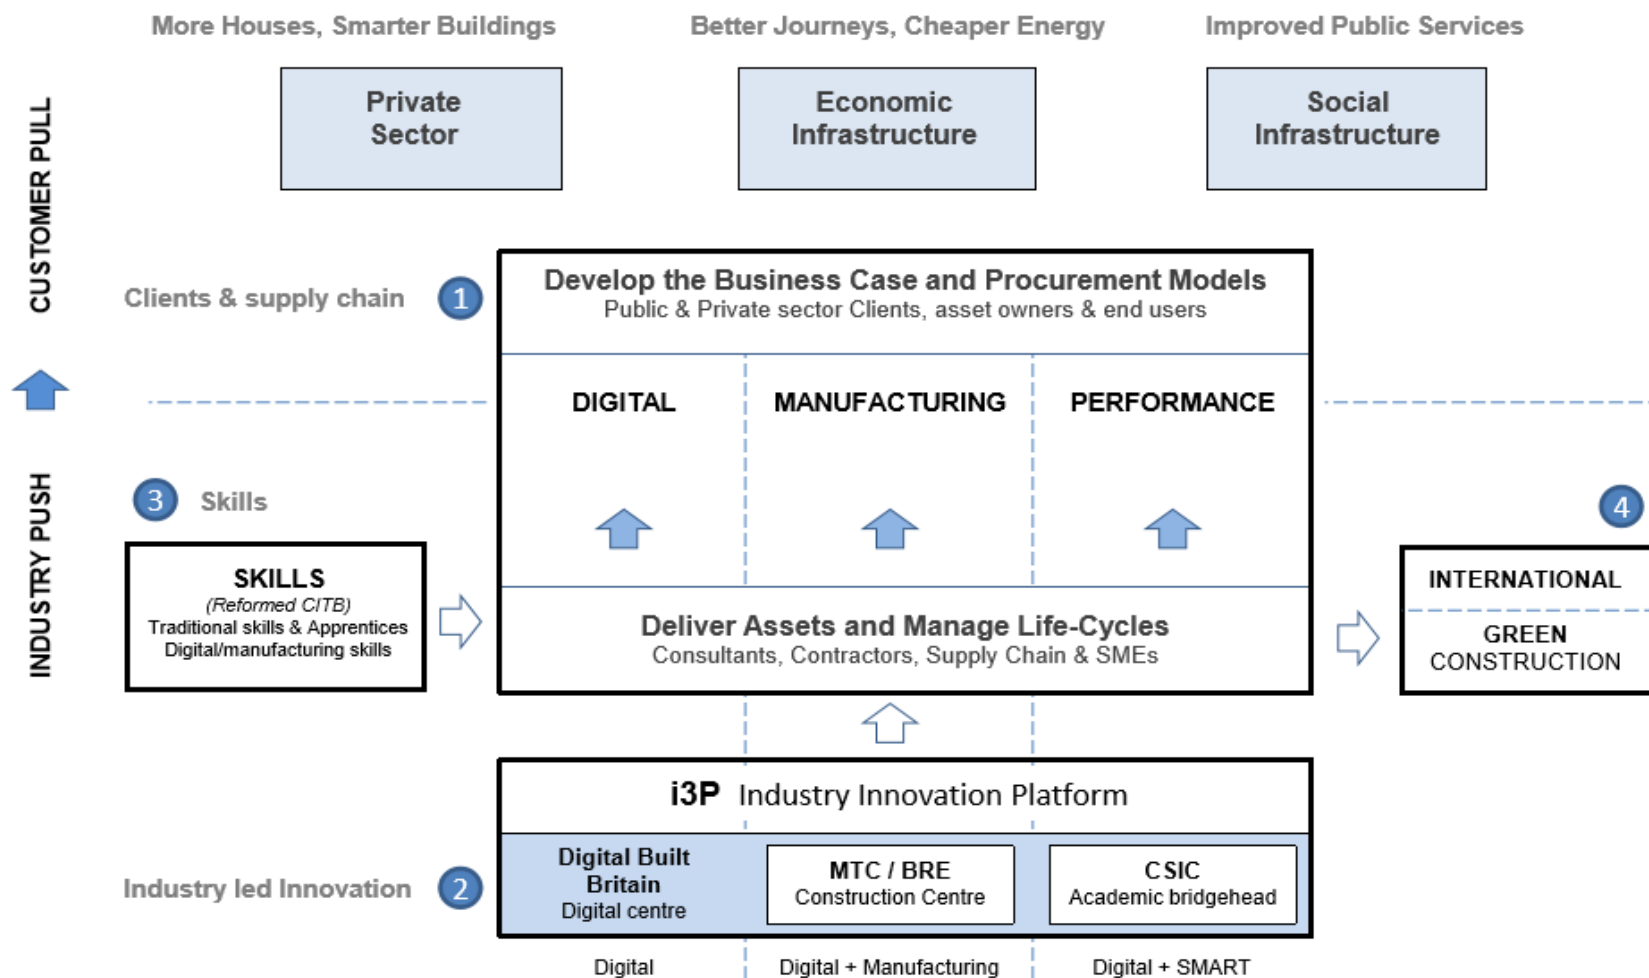 More Houses, Smarter Buildings
Better Journeys, Cheaper Energy
Improved Public Services
Private
Sector
Economic
Infrastructure
Social
Infrastructure
CUSTOMER PULL
Clients & supply chain
1
Develop the Business Case and Procurement Models
Public & Private sector Clients, asset owners & end users
DIGITAL
MANUFACTURING
PERFORMANCE
INDUSTRY PUSH
3
Skills
SKILLS
(Reformed CITB)
Traditional skills & Apprentices
Digital/manufacturing skills
Deliver Assets and Manage Life-Cycles
Consultants, Contractors, Supply Chain & SMEs
4
INTERNATIONAL
GREEN
CONSTRUCTION
i3P Industry Innovation Platform
Industry led Innovation
2
Digital Built
Britain
Digital centre
MTC / BRE
Construction Centre
CSIC
Academic bridgehead
Digital
Digital + Manufacturing
Digital + SMART